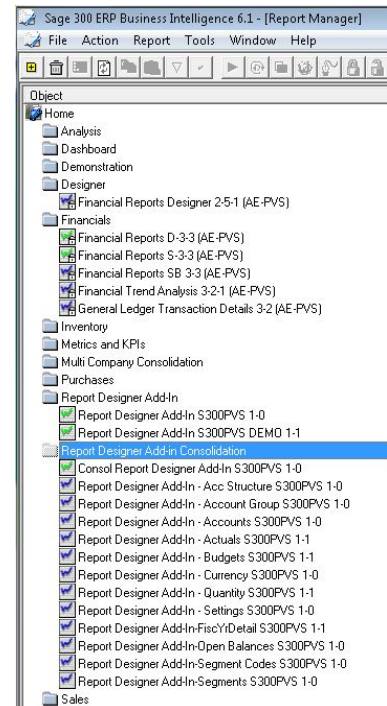 Sage 300 ERP Business Intelligence 6.1 - [Report Manager]
File Action Report Tools Window Help
Object
Home
Analysis
Dashboard
Demonstration
Designer
Financial Reports Designer 2-5-1 (AE-PVS)
Financials
Financial Reports D-3-3 (AE-PVS)
Financial Reports S-3-3 (AE-PVS)
Financial Reports SB 3-3 (AE-PVS)
Financial Trend Analysis 3-2-1 (AE-PVS)
General Ledger Transaction Details 3-2 (AE-PVS)
Inventory
Metrics and KPIs
Multi Company Consolidation
Purchases
Report Designer Add-In
Report Designer Add-In S300PVS 1-0
Report Designer Add-In S300PVS DEMO 1-1
Report Designer Add-in Consolidation
Consol Report Designer Add-In S300PVS 1-0
Report Designer Add-In - Acc Structure S300PVS 1-0
Report Designer Add-In - Account Group S300PVS 1-0
Report Designer Add-In - Accounts S300PVS 1-0
Report Designer Add-In - Actuals S300PVS 1-1
Report Designer Add-In - Budgets S300PVS 1-1
Report Designer Add-In - Currency S300PVS 1-0
Report Designer Add-In - Quantity S300PVS 1-1
Report Designer Add-In - Settings S300PVS 1-0
Report Designer Add-In-FiscYrDetail S300PVS 1-1
Report Designer Add-In-Open Balances S300PVS 1-0
Report Designer Add-In-Segment Codes S300PVS 1-0
Report Designer Add-In-Segments S300PVS 1-0
Sales